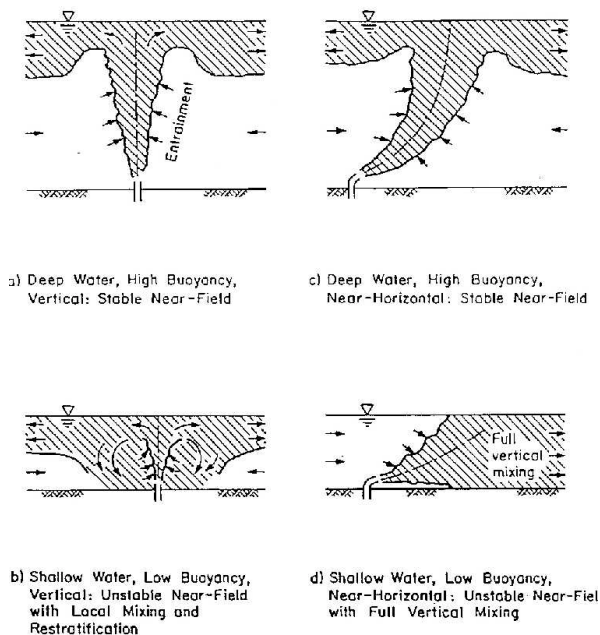 Entrainment
a) Deep Water, High Buoyancy,
Vertical: Stable Near-Field
c) Deep Water, High Buoyancy,
Near-Horizontal: Stable Near-Field
Full
vertical
mixing
b) Shallow Water, Low Buoyancy,
Vertical: Unstable Near-Field
with Local Mixing and
Restratification
d) Shallow Water, Low Buoyancy,
Near-Horizontal: Unstable Near-Fiel
with Full Vertical Mixing